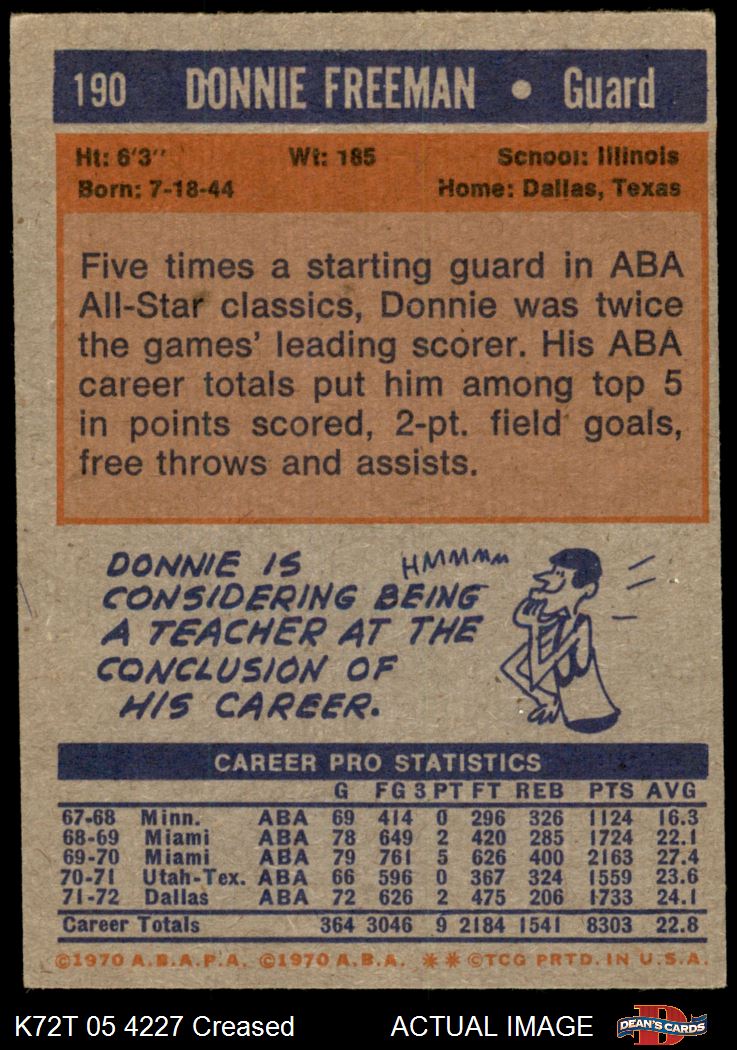 190 DONNIE FREEMAN • Guard
Ht: 6'3" Wt: 185 School: Illinois
Born: 7-18-44 Home: Dallas, Texas
Five times a starting guard in ABA
All-Star classics, Donnie was twice
the games' leading scorer. His ABA
career totals put him among top 5
in points scored, 2-pt. field goals,
free throws and assists.
DONNIE IS
CONSIDERING BEING
A TEACHER AT THE
CONCLUSION OF
HIS CAREER.
HMMMMM
CAREER PRO STATISTICS
G FG 3 PT FT REB PTS AVG
67-68 Minn. ABA 69 414 0 296 326 1124 16.3
68-69 Miami ABA 78 649 2 420 285 1724 22.1
69-70 Miami ABA 79 761 5 626 400 2163 27.4
70-71 Utah-Tex. ABA 66 596 0 367 324 1559 23.6
71-72 Dallas ABA 72 626 2 475 206 1733 24.1
Career Totals 364 3046 9 2184 1541 8303 22.8
©1970 A.B.A.P.A. ©1970 A.B.A. ** ©TCG PRTD. IN U.S.A.
K72T 05 4227 Creased ACTUAL IMAGE
D
DEAN'S CARDS